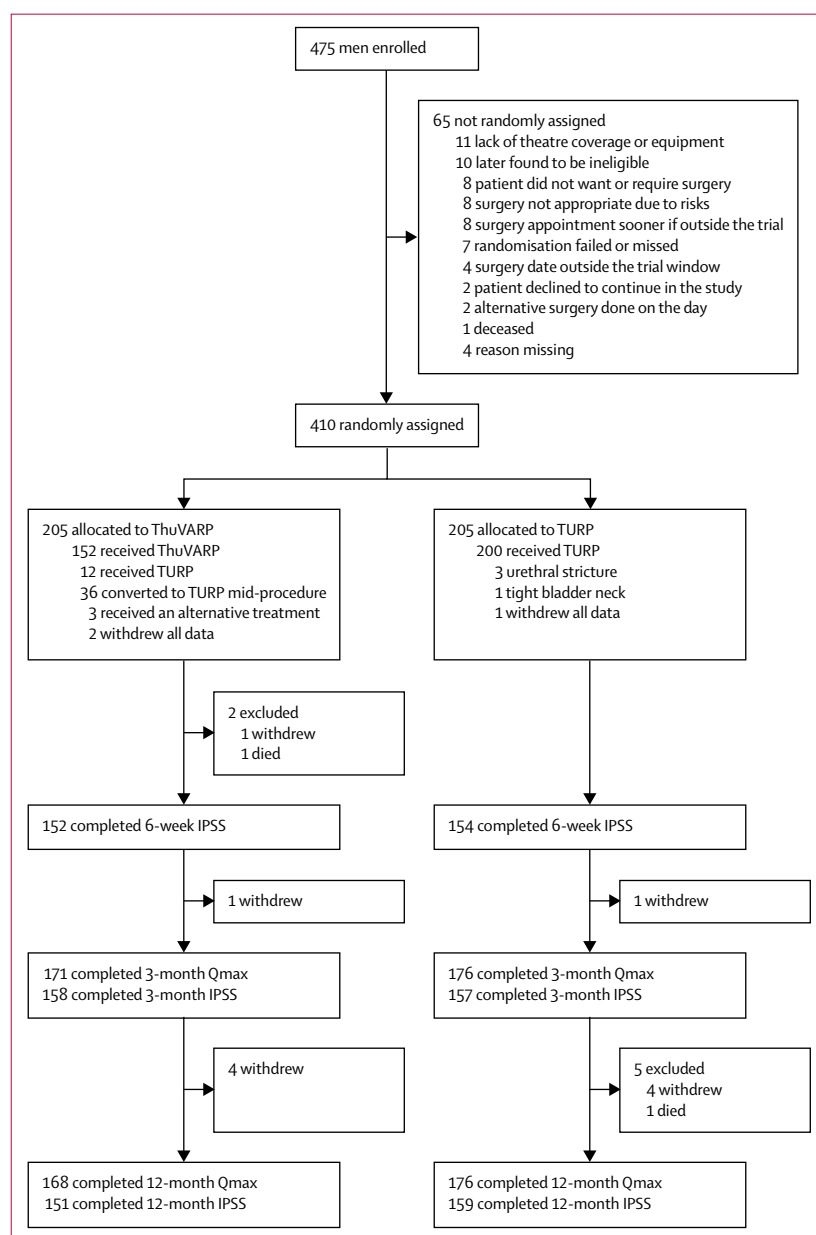 475 men enrolled
65 not randomly assigned
11 lack of theatre coverage or equipment
10 later found to be ineligible
8 patient did not want or require surgery
8 surgery not appropriate due to risks
8 surgery appointment sooner if outside the trial
7 randomisation failed or missed
4 surgery date outside the trial window
2 patient declined to continue in the study
2 alternative surgery done on the day
1 deceased
4 reason missing
410 randomly assigned
205 allocated to ThuVARP
152 received ThuVARP
12 received TURP
36 converted to TURP mid-procedure
3 received an alternative treatment
2 withdrew all data
205 allocated to TURP
200 received TURP
3 urethral stricture
1 tight bladder neck
1 withdrew all data
2 excluded
1 withdrew
1 died
152 completed 6-week IPSS
154 completed 6-week IPSS
1 withdrew
1 withdrew
171 completed 3-month Qmax
158 completed 3-month IPSS
176 completed 3-month Qmax
157 completed 3-month IPSS
4 withdrew
5 excluded
4 withdrew
1 died
168 completed 12-month Qmax
151 completed 12-month IPSS
176 completed 12-month Qmax
159 completed 12-month IPSS